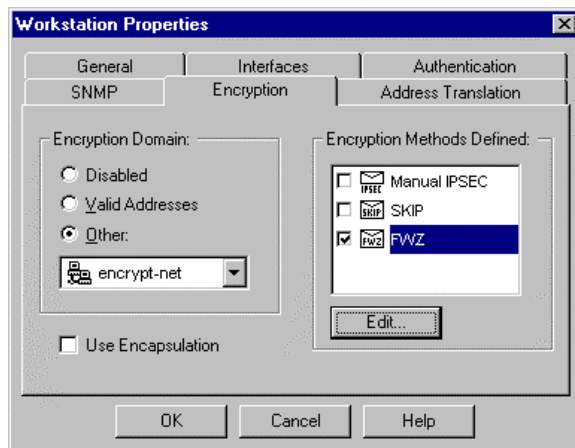 Workstation Properties
General Interfaces Authentication
SNMP Encryption Address Translation
Encryption Domain:
Disabled
Valid Addresses
Other:
encrypt-net
Use Encapsulation
Encryption Methods Defined:
IPSEC Manual IPSEC
SKIP SKIP
FWZ FWZ
Edit...
OK Cancel Help